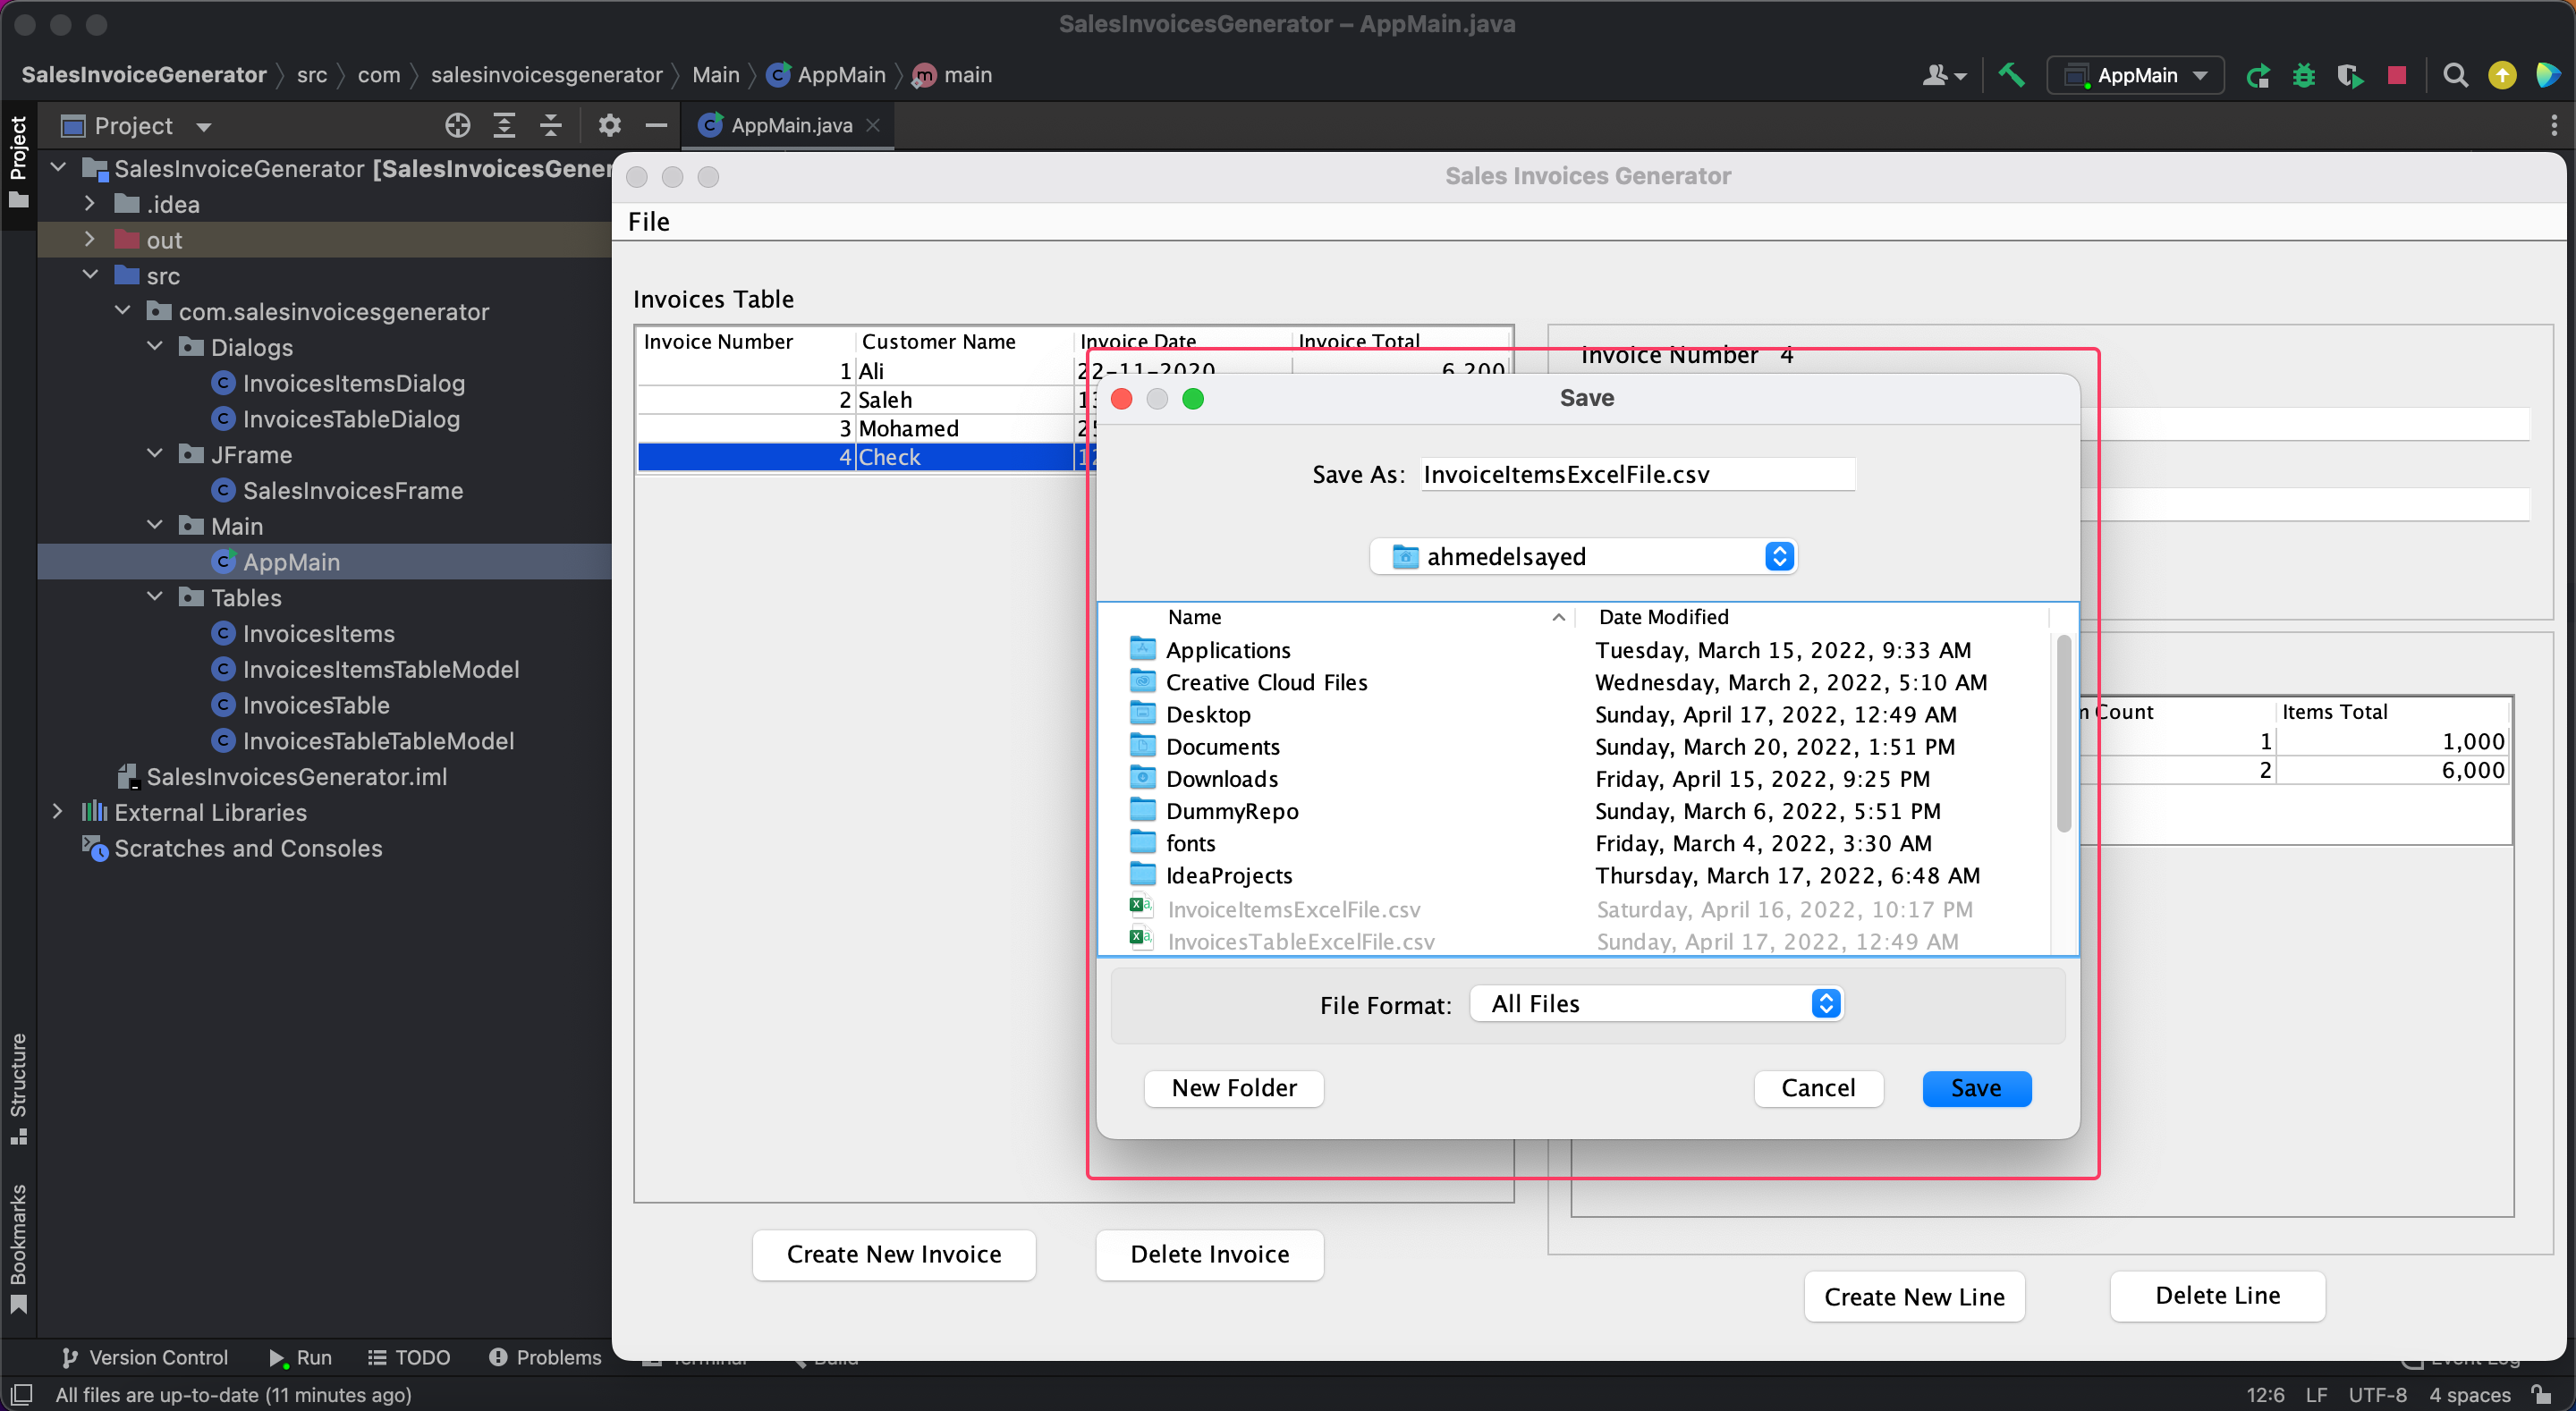 SalesInvoicesGenerator – AppMain.java
SalesInvoiceGenerator src com salesinvoicesgenerator Main AppMain main
AppMain
Project
Project
AppMain.java
SalesInvoiceGenerator [SalesInvoicesGener
.idea
out
src
com.salesinvoicesgenerator
Dialogs
InvoicesItemsDialog
InvoicesTableDialog
JFrame
SalesInvoicesFrame
Main
AppMain
Tables
InvoicesItems
InvoicesItemsTableModel
InvoicesTable
InvoicesTableTableModel
SalesInvoicesGenerator.iml
External Libraries
Scratches and Consoles
Structure
Bookmarks
Sales Invoices Generator
File
Invoices Table
Invoice Number Customer Name Invoice Date Invoice Total
1 Ali 22-11-2020 6,200
2 Saleh 13
3 Mohamed 25
4 Check 12
Invoice Number 4
Save
Save As: InvoiceItemsExcelFile.csv
ahmedelsayed
Name Date Modified
Applications Tuesday, March 15, 2022, 9:33 AM
Creative Cloud Files Wednesday, March 2, 2022, 5:10 AM
Desktop Sunday, April 17, 2022, 12:49 AM
Documents Sunday, March 20, 2022, 1:51 PM
Downloads Friday, April 15, 2022, 9:25 PM
DummyRepo Sunday, March 6, 2022, 5:51 PM
fonts Friday, March 4, 2022, 3:30 AM
IdeaProjects Thursday, March 17, 2022, 6:48 AM
InvoiceItemsExcelFile.csv Saturday, April 16, 2022, 10:17 PM
InvoicesTableExcelFile.csv Sunday, April 17, 2022, 12:49 AM
File Format: All Files
New Folder Cancel Save
Count Items Total
1 1,000
2 6,000
Create New Invoice Delete Invoice
Create New Line Delete Line
Version Control Run TODO Problems Terminal Build Event Log
All files are up-to-date (11 minutes ago)
12:6 LF UTF-8 4 spaces